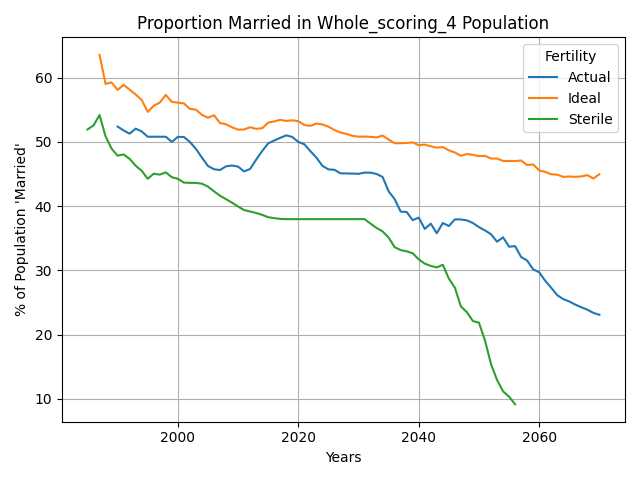 Proportion Married in Whole_scoring_4 Population
Fertility
Actual
Ideal
Sterile
% of Population 'Married'
60
50
40
30
20
10
2000
2020
2040
2060
Years